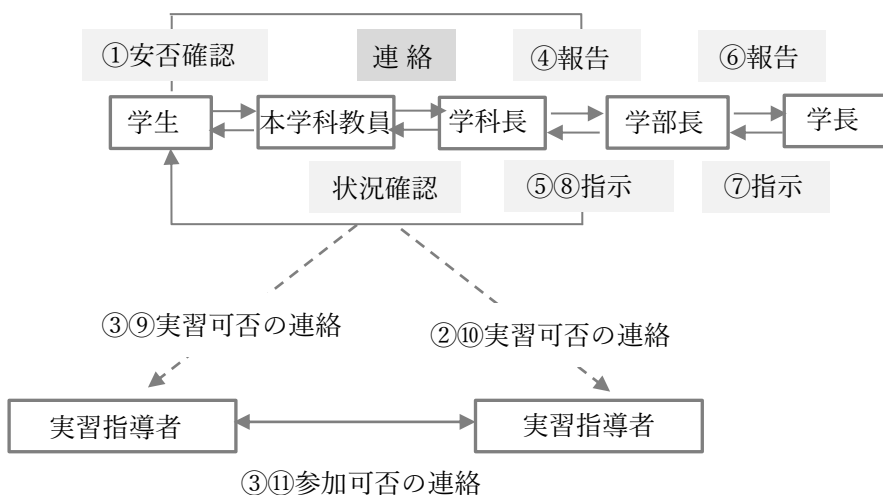 ①安否確認
連 絡
④報告
⑥報告
学生
本学科教員
学科長
学部長
学長
状況確認
⑤⑧指示
⑦指示
③⑨実習可否の連絡
②⑩実習可否の連絡
実習指導者
実習指導者
③⑪参加可否の連絡